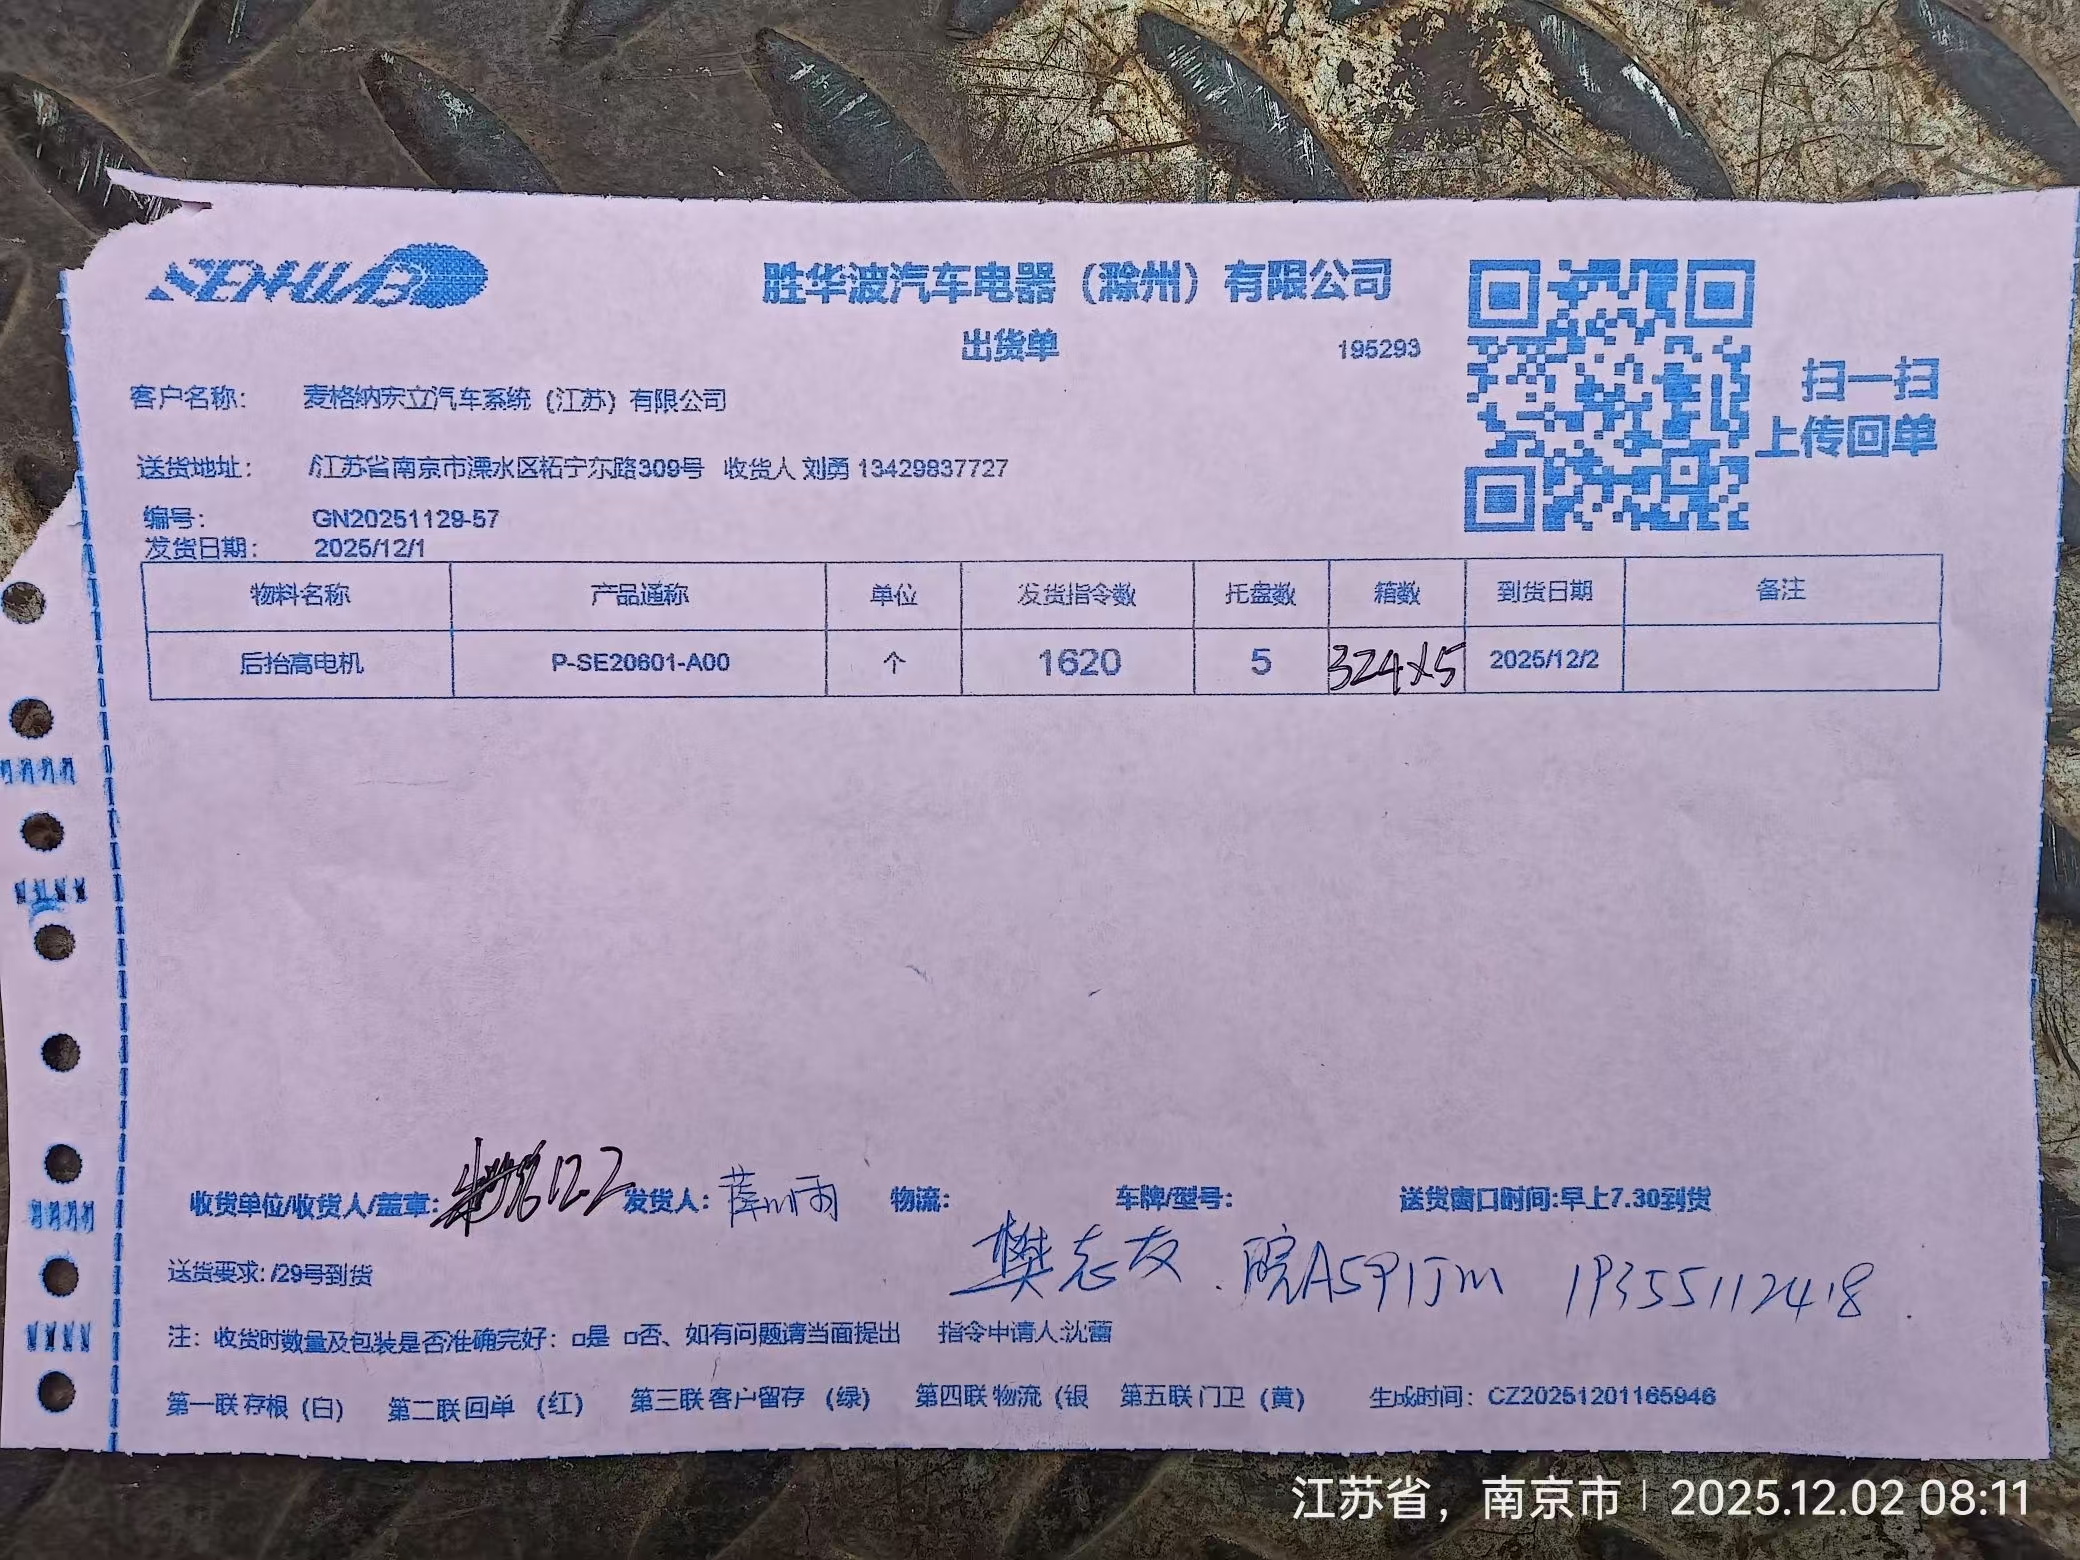 SENHWAB
胜华波汽车电器（滁州）有限公司
出货单 195293
扫一扫
上传回单
客户名称： 麦格纳宏立汽车系统（江苏）有限公司
送货地址： /江苏省南京市溧水区柘宁东路309号 收货人 刘勇 13429837727
编号： GN20251129-57
发货日期： 2025/12/1
物料名称 产品通称 单位 发货指令数 托盘数 箱数 到货日期 备注
后抬高电机 P-SE20601-A00 个 1620 5 324×5 2025/12/2
收货单位/收货人/盖章： 12.2 发货人： 物流： 车牌/型号： 送货窗口时间:早上7.30到货
樊志友 皖A591Jm 19355112418
送货要求: /29号到货
注：收货时数量及包装是否准确完好：□是 □否、如有问题请当面提出 指令申请人:沈蕾
第一联存根（白） 第二联回单 （红） 第三联客户留存 （绿） 第四联物流（银 第五联门卫（黄） 生成时间：CZ20251201165946
江苏省，南京市 | 2025.12.02 08:11